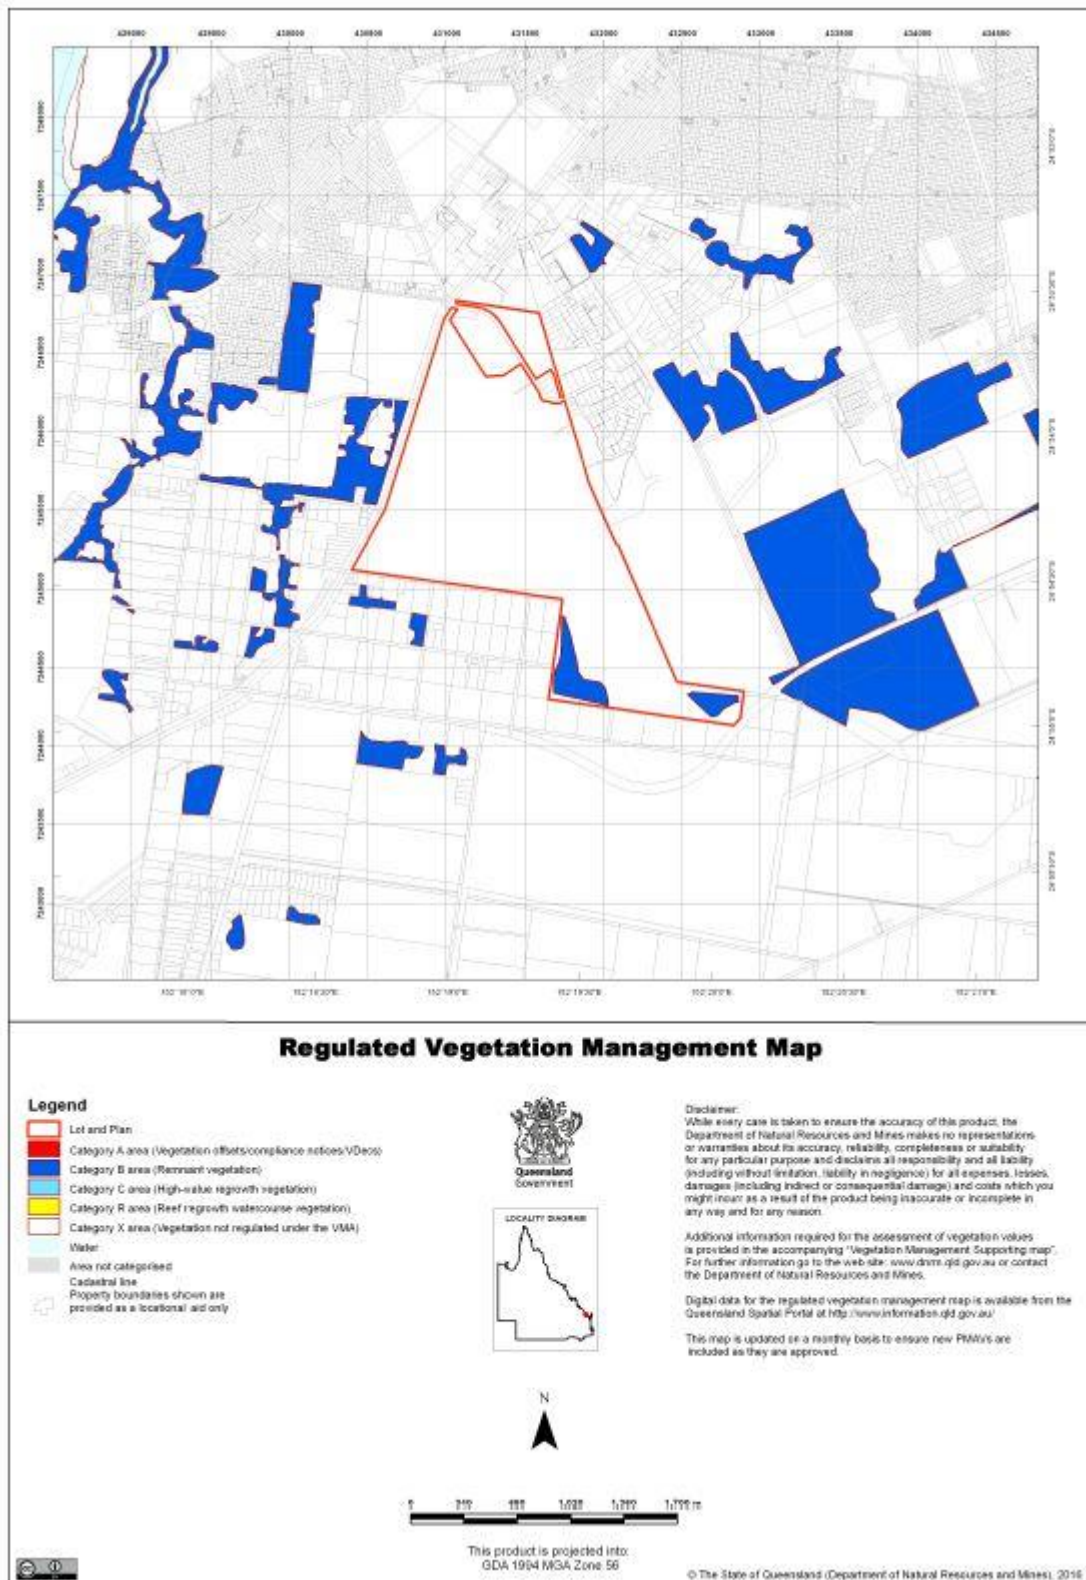 Regulated Vegetation Management Map
Legend
Lot and Plan
Category A area (Vegetation offsets/compliance notices/VDecs)
Category B area (Remnant vegetation)
Category C area (High-value regrowth vegetation)
Category R area (Reef regrowth watercourse vegetation)
Category X area (Vegetation not regulated under the VMA)
Water
Area not categorised
Cadastral line
Property boundaries shown are
provided as a locational aid only
Queensland
Government
LOCALITY DIAGRAM
Disclaimer:
While every care is taken to ensure the accuracy of this product, the
Department of Natural Resources and Mines makes no representations
or warranties about its accuracy, reliability, completeness or suitability
for any particular purpose and disclaims all responsibility and all liability
(including without limitation, liability in negligence) for all expenses, losses,
damages (including indirect or consequential damage) and costs which you
might incur as a result of the product being inaccurate or incomplete in
any way and for any reason.
Additional information required for the assessment of vegetation values
is provided in the accompanying "Vegetation Management Supporting map".
For further information go to the web site: www.dnrm.qld.gov.au or contact
the Department of Natural Resources and Mines.
Digital data for the regulated vegetation management map is available from the
Queensland Spatial Portal at http://www.information.qld.gov.au/
This map is updated on a monthly basis to ensure new PMAVs are
included as they are approved.
N
0
m
This product is projected into:
GDA 1994 MGA Zone 56
© The State of Queensland (Department of Natural Resources and Mines), 2016